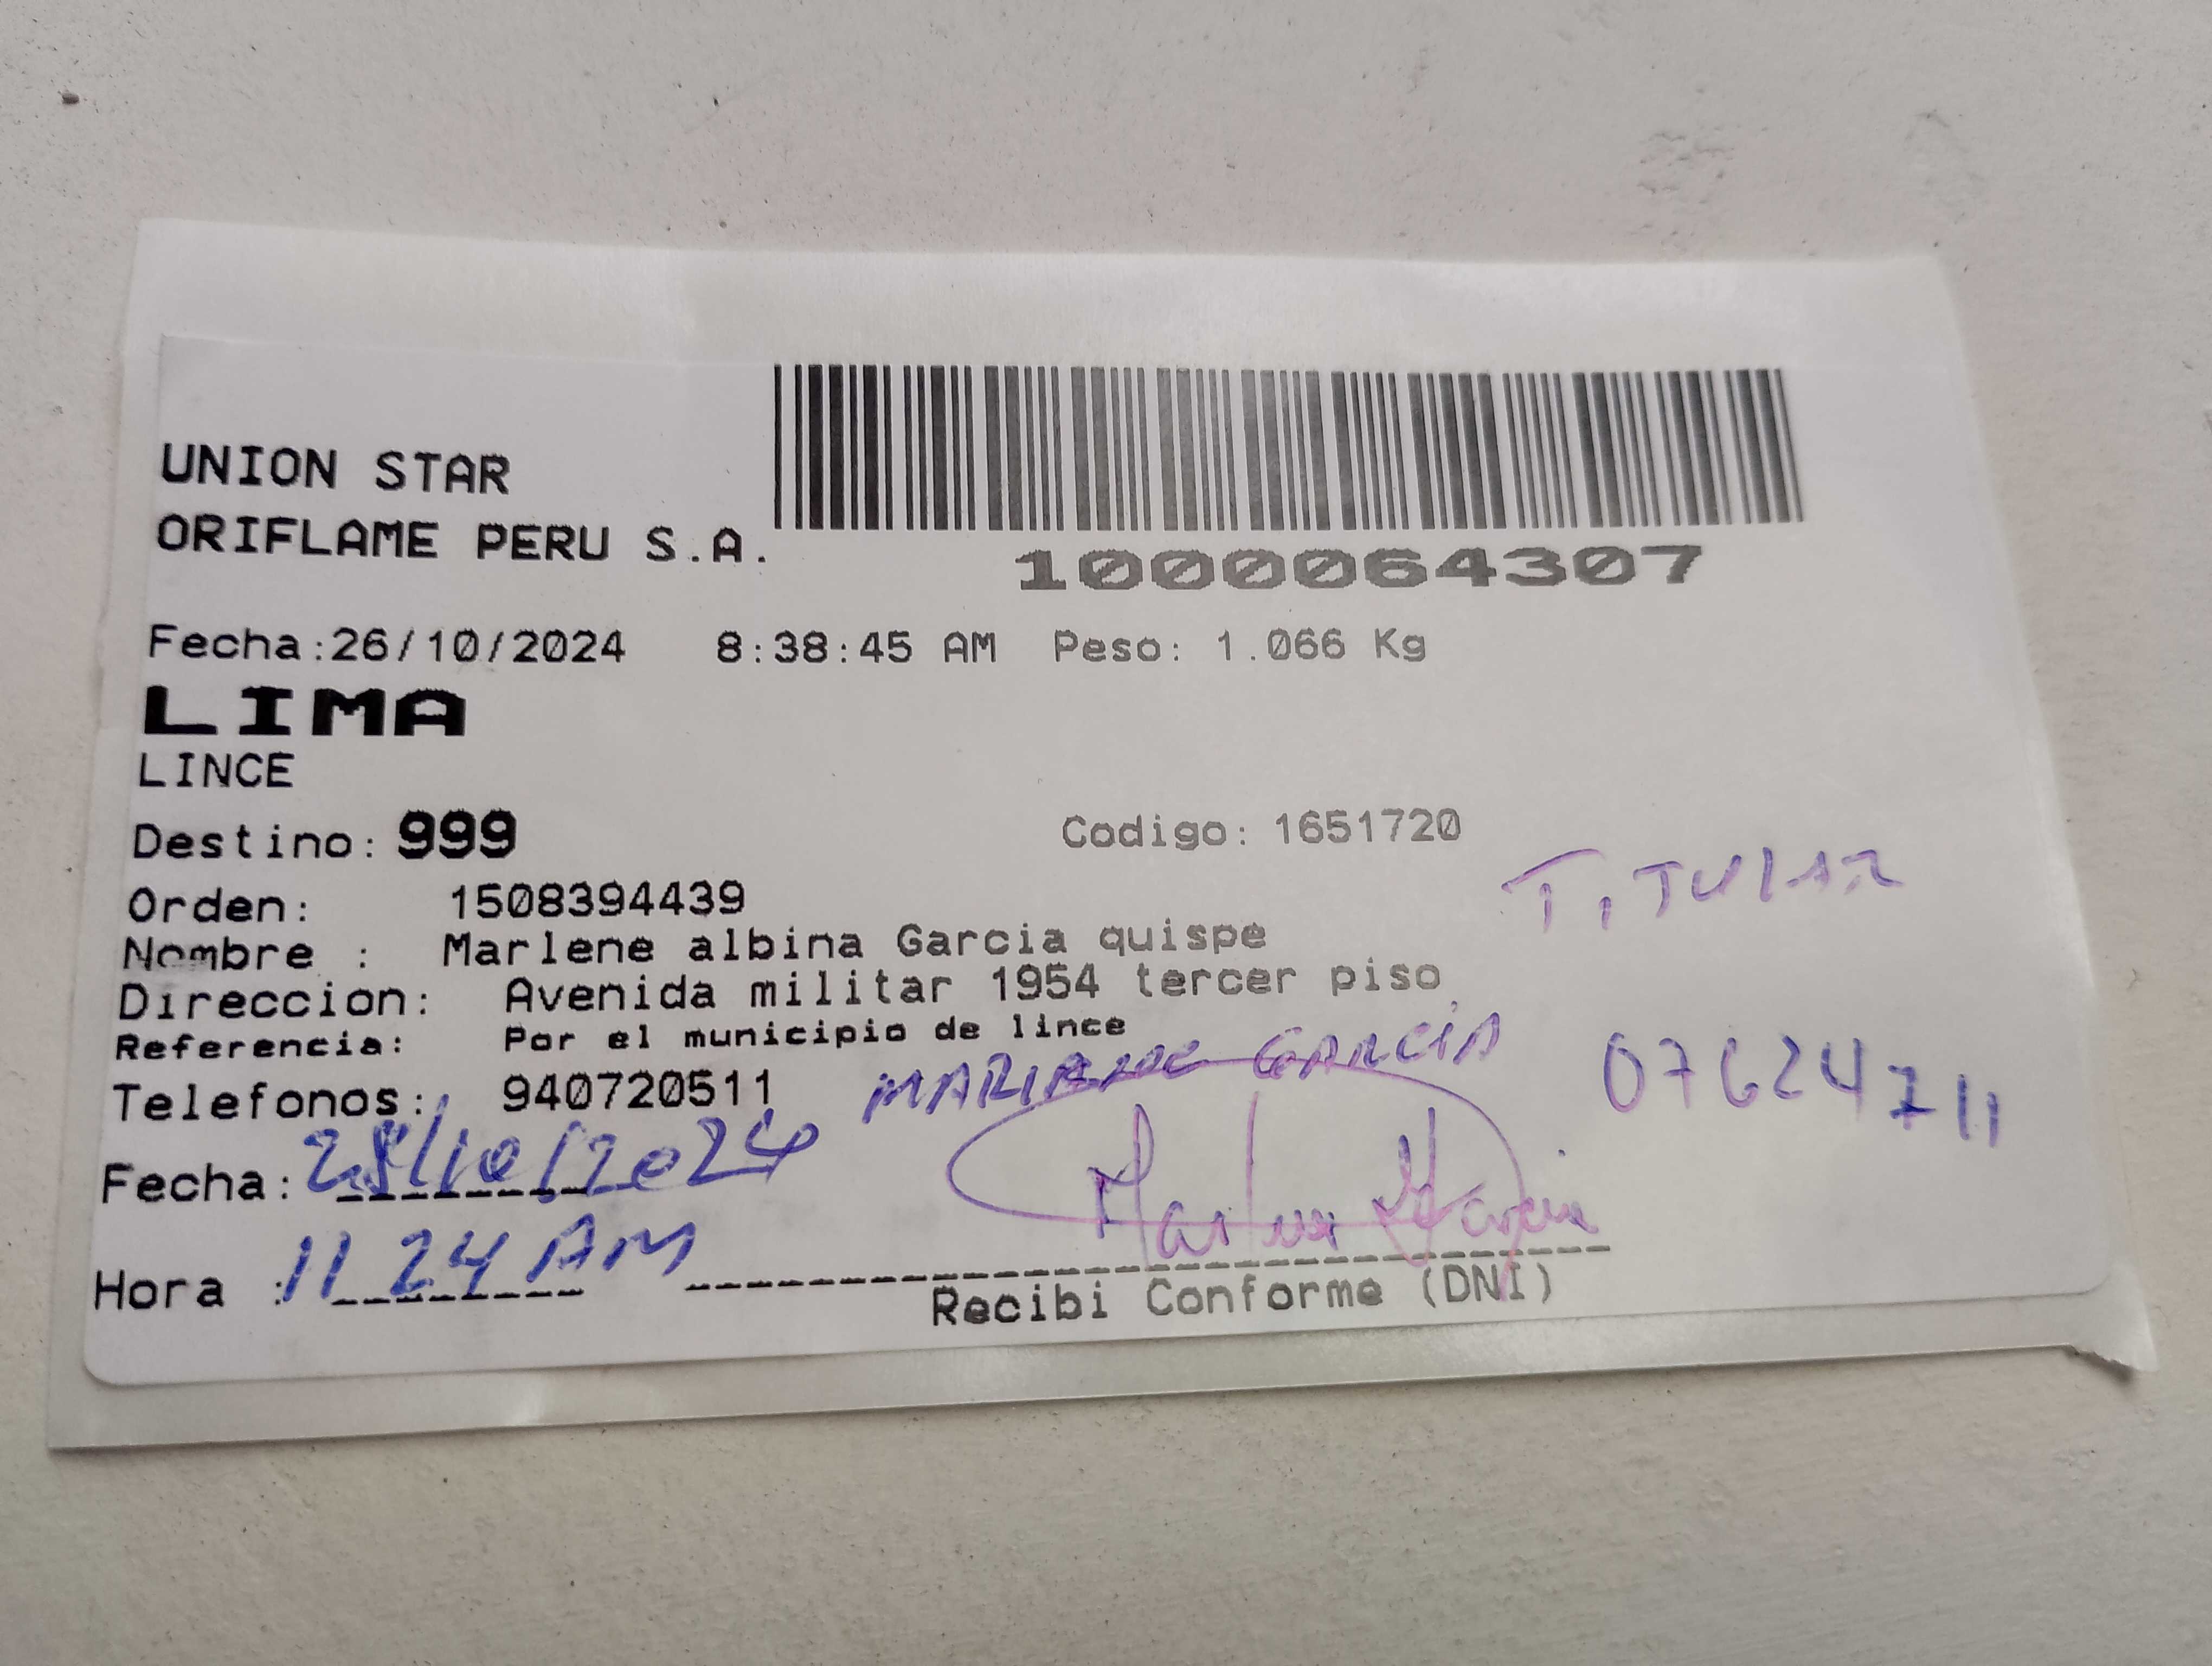 UNION STAR
ORIFLAME PERU S.A.
1000064307
Fecha:26/10/2024 8:38:45 AM Peso: 1.066 Kg
LIMA
LINCE
Destino: 999 Codigo: 1651720
TITULAR
Orden: 1508394439
Nombre : Marlene albina Garcia quispe
Direccion: Avenida militar 1954 tercer piso
Referencia: Por el municipio de lince
GARCIA
Telefonos: 940720511
07624711
Fecha: 28/10/2024
Hora : 11 24 AM
Recibi Conforme (DNI)